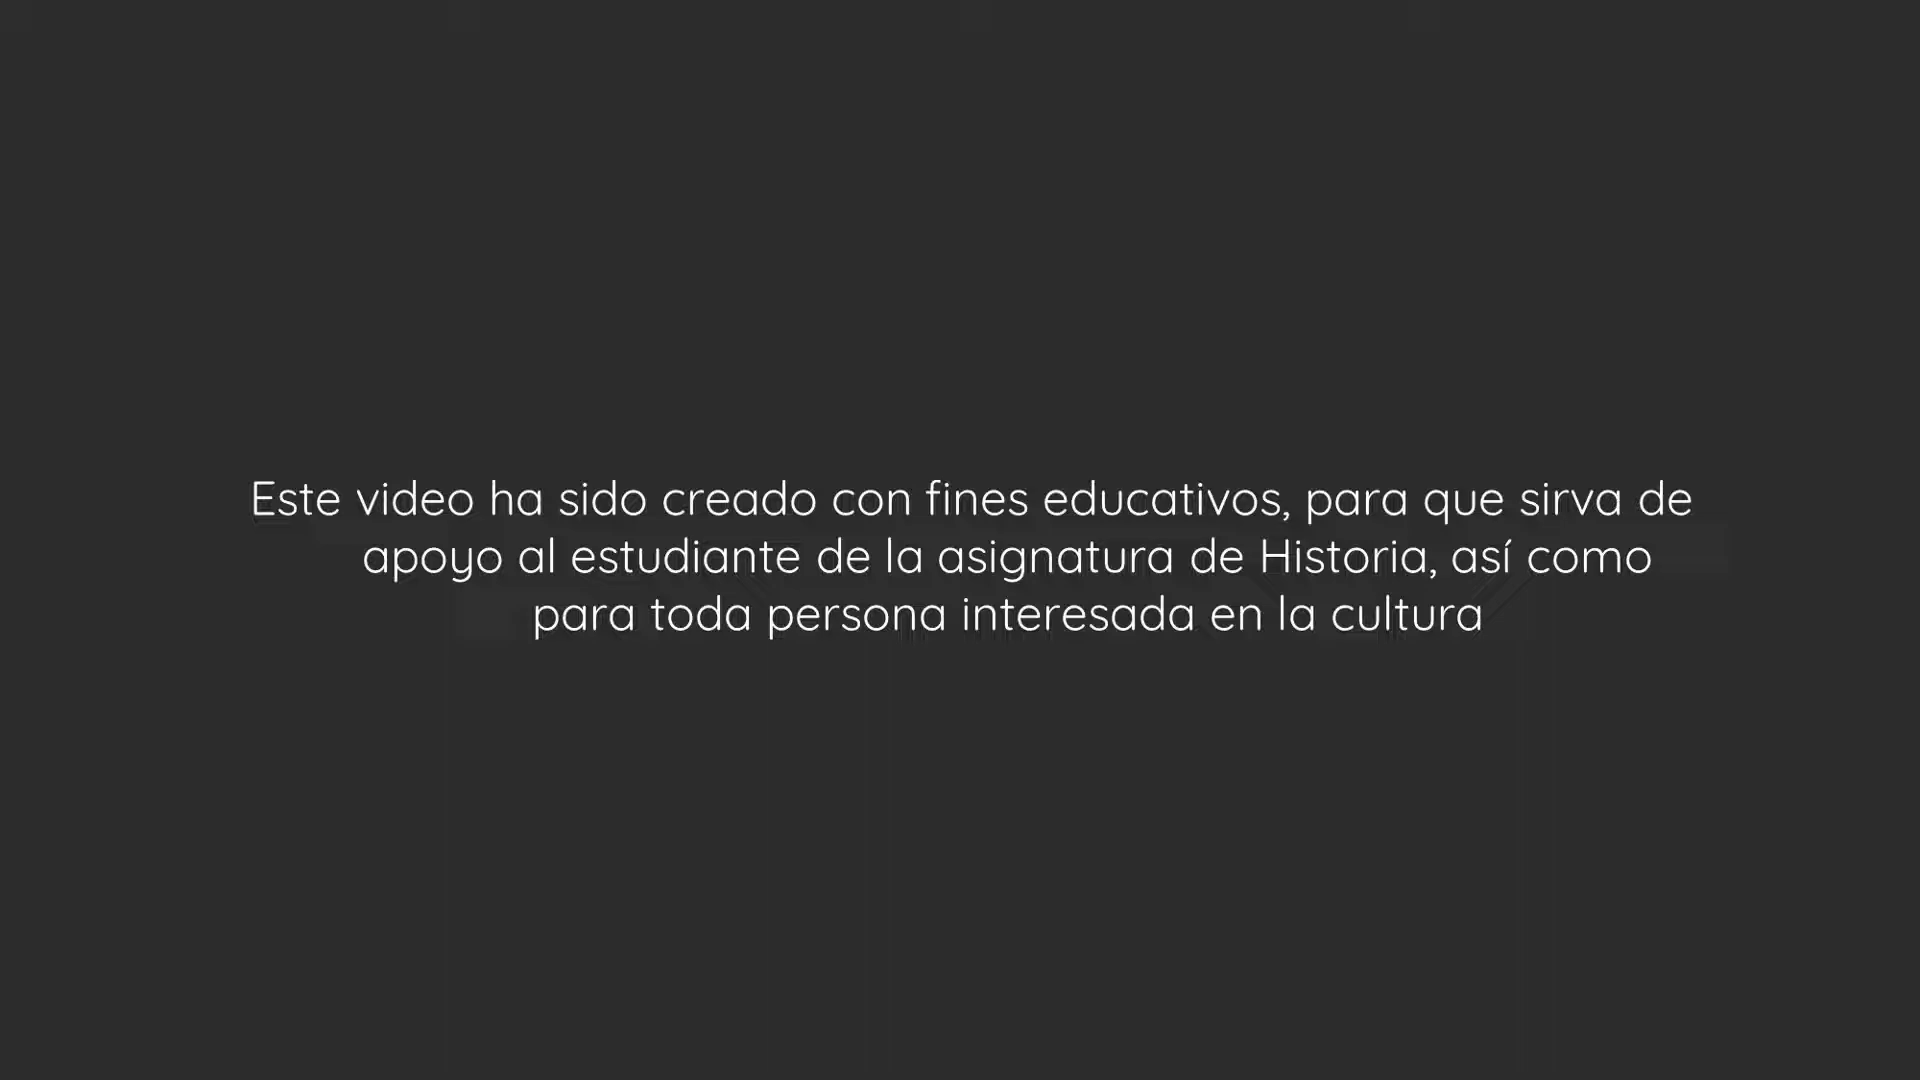 Este video ha sido creado con fines educativos, para que sirva de
apoyo al estudiante de la asignatura de Historia, así como
para toda persona interesada en la cultura